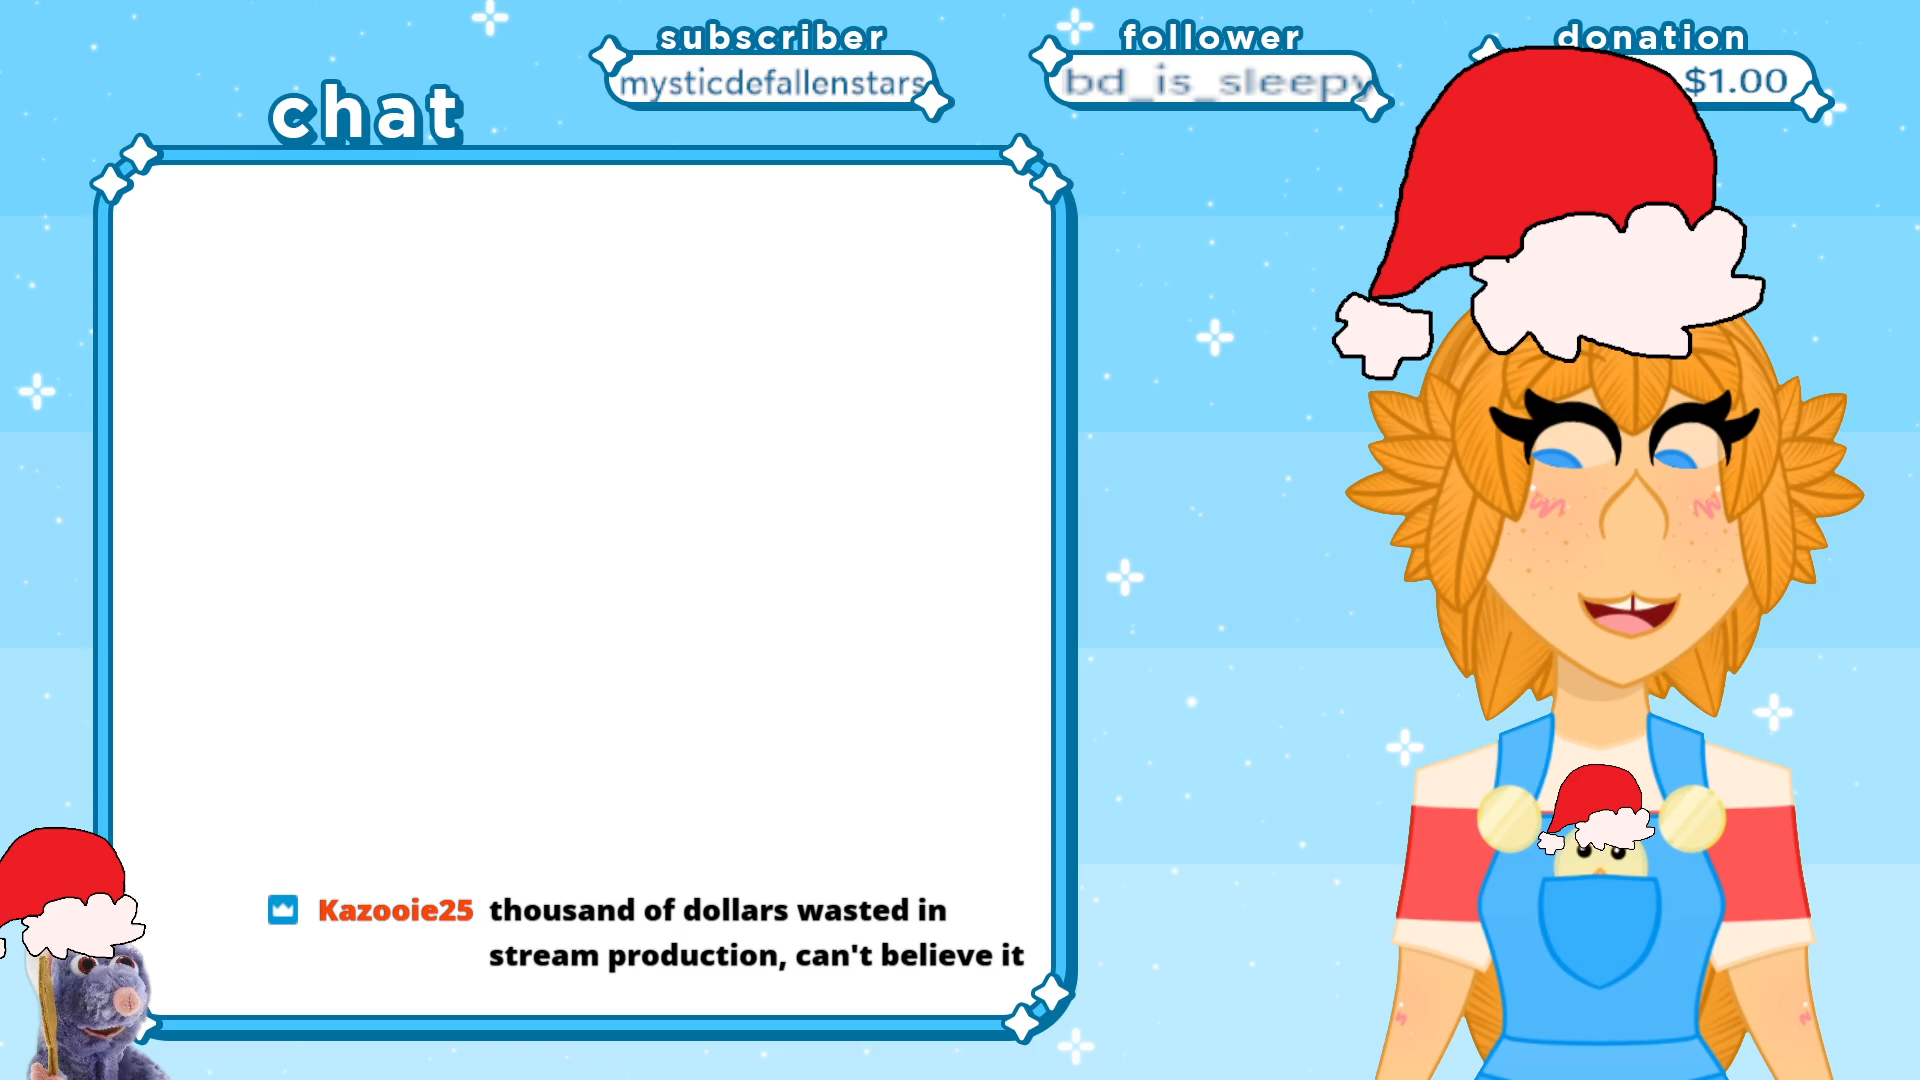 subscriber
follower
donation
mysticdefallenstars
bd_is_sleepy
$1.00
chat
Kazooie25 thousand of dollars wasted in
stream production, can't believe it